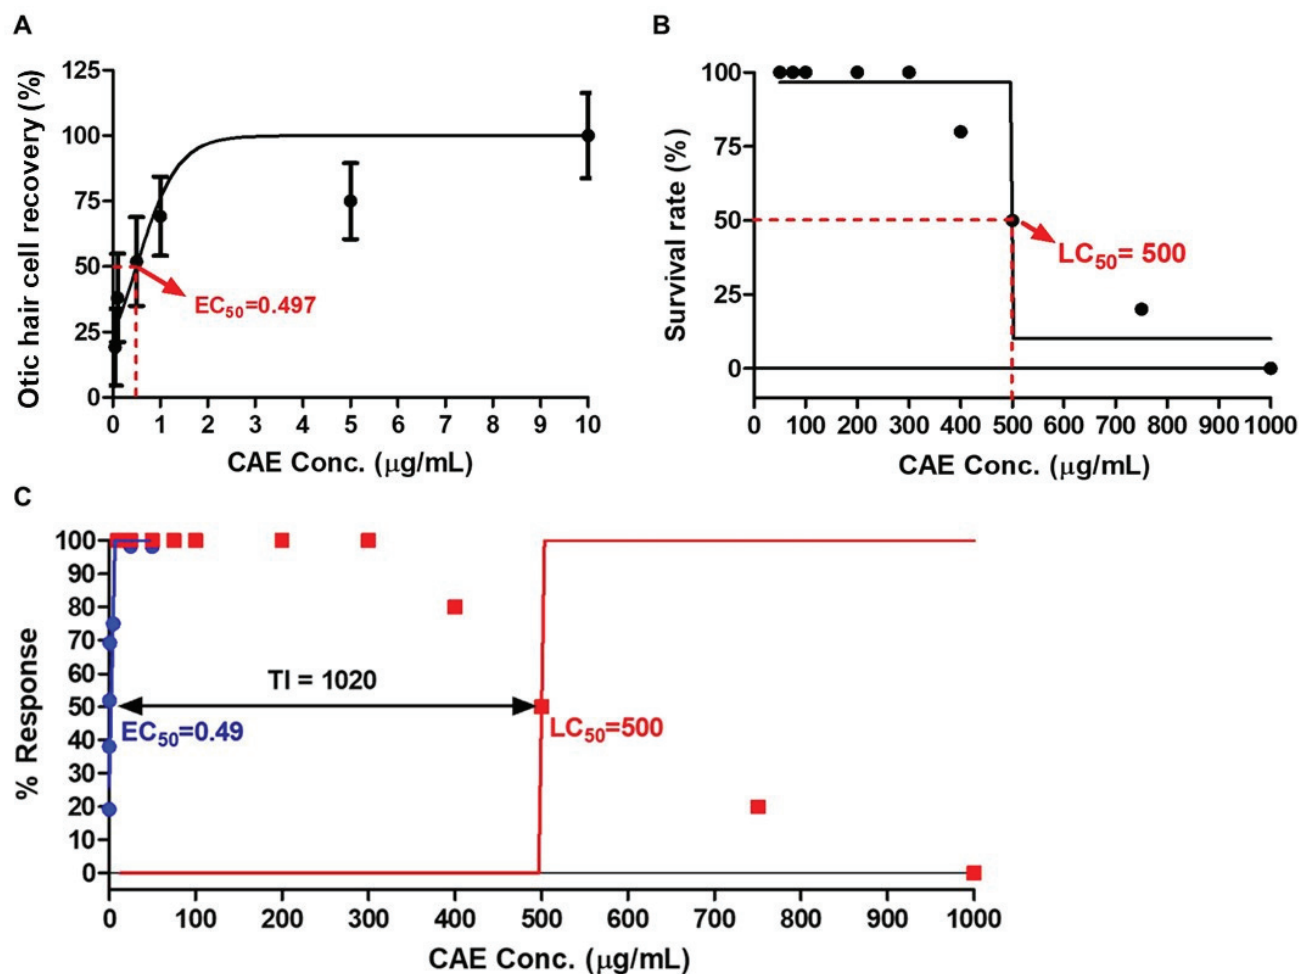 A
Otic hair cell recovery (%)
125
100
75
50
25
0
EC50=0.497
0 1 2 3 4 5 6 7 8 9 10
CAE Conc. (µg/mL)
B
Survival rate (%)
100
75
50
25
0
LC50= 500
0 100 200 300 400 500 600 700 800 900 1000
CAE Conc. (µg/mL)
C
% Response
100
90
80
70
60
50
40
30
20
10
0
TI = 1020
EC50=0.49
LC50=500
0 100 200 300 400 500 600 700 800 900 1000
CAE Conc. (µg/mL)